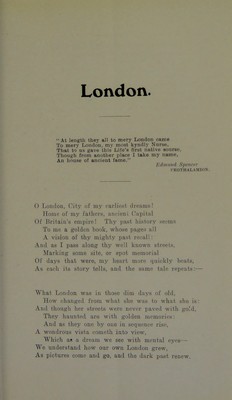 London.
"At length they all to mery London came
To mery London, my most kyndly Nurse,
That to us gave this Life's first native sourse,
Though from another place I take my name,
An house of ancient fame."
Edmund Spenser
PROTHALAMION.
O London, City of my earliest dreams!
Home of my fathers, ancient Capital
Of Britain's empire! Thy past history seems
To me a golden book, whose pages all
A vision of thy mighty past recall:
And as I pass along thy well known streets,
Marking some site, or spot memorial
Of days that were, my heart more quickly beats,
As each its story tells, and the same tale repeats:—
What London was in those dim days of old,
How changed from what she was to what she is:
And though her streets were never paved with gold,
They haunted are with golden memories:
And as they one by one in sequence rise,
A wondrous vista cometh into view,
Which as a dream we see with mental eyes—
We understand how our own London grew,
As pictures come and go, and the dark past renew.